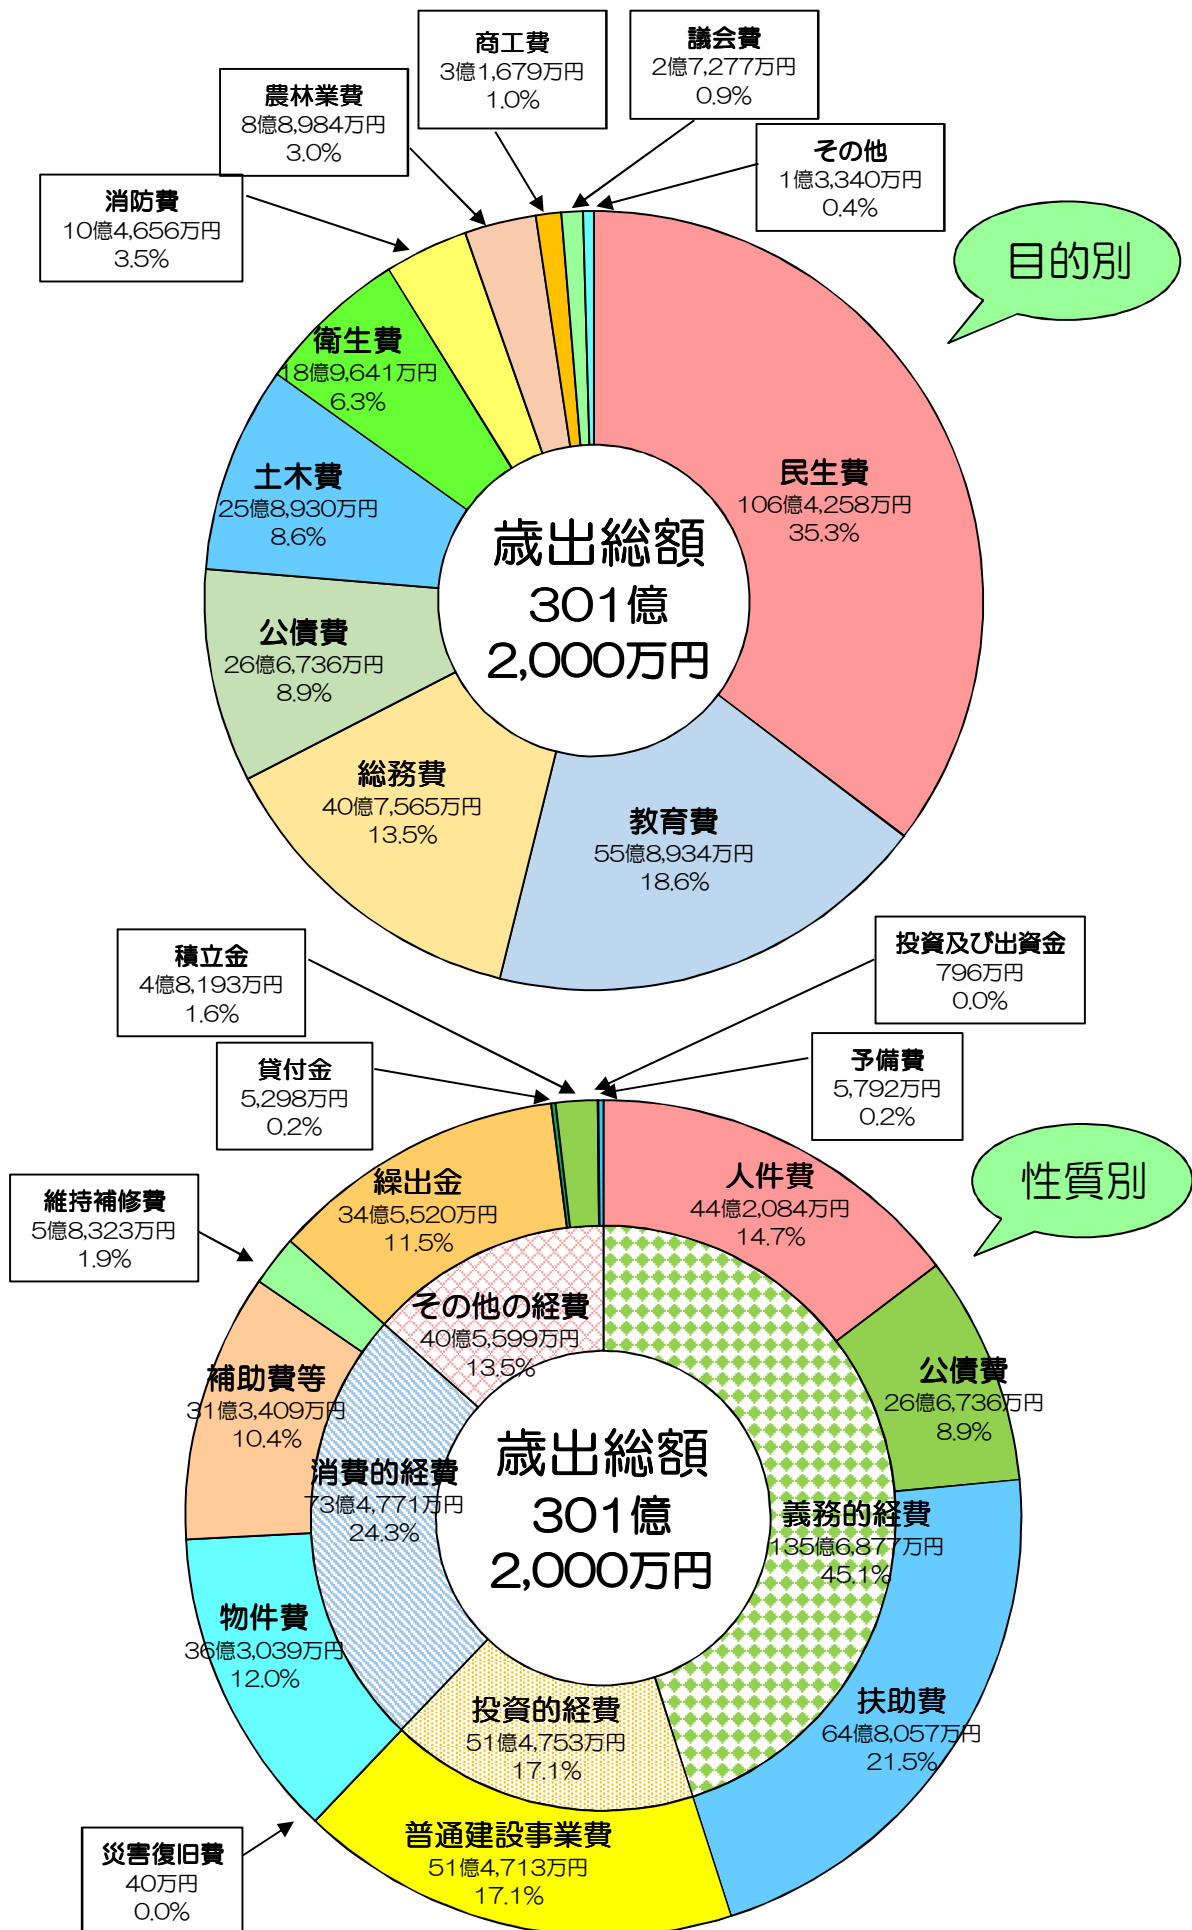 商工費
3億1,679万円
1.0%
議会費
2億7,277万円
0.9%
農林業費
8億8,984万円
3.0%
その他
1億3,340万円
0.4%
消防費
10億4,656万円
3.5%
目的別
衛生費
18億9,641万円
6.3%
民生費
106億4,258万円
35.3%
土木費
25億8,930万円
8.6%
歳出総額
301億
2,000万円
公債費
26億6,736万円
8.9%
総務費
40億7,565万円
13.5%
教育費
55億8,934万円
18.6%
積立金
4億8,193万円
1.6%
投資及び出資金
796万円
0.0%
貸付金
5,298万円
0.2%
予備費
5,792万円
0.2%
性質別
維持補修費
5億8,323万円
1.9%
繰出金
34億5,520万円
11.5%
人件費
44億2,084万円
14.7%
その他の経費
40億5,599万円
13.5%
補助費等
31億3,409万円
10.4%
公債費
26億6,736万円
8.9%
消費的経費
73億4,771万円
24.3%
歳出総額
301億
2,000万円
義務的経費
135億6,877万円
45.1%
物件費
36億3,039万円
12.0%
投資的経費
51億4,753万円
17.1%
扶助費
64億8,057万円
21.5%
普通建設事業費
51億4,713万円
17.1%
災害復旧費
40万円
0.0%